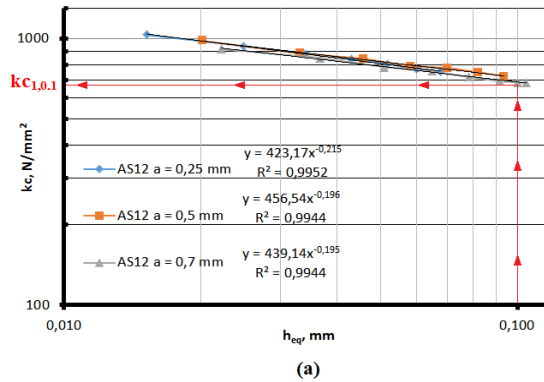 1000
kc₁,₀.₁
kc, N/mm²
AS12 a = 0,25 mm
y = 423,17x^-0,215
R² = 0.9952
AS12 a = 0,5 mm
y = 456,54x^-0,196
R² = 0,9944
AS12 a = 0,7 mm
y = 439,14x^-0,195
R² = 0,9944
100
0,010
0,100
h_eq, mm
(a)